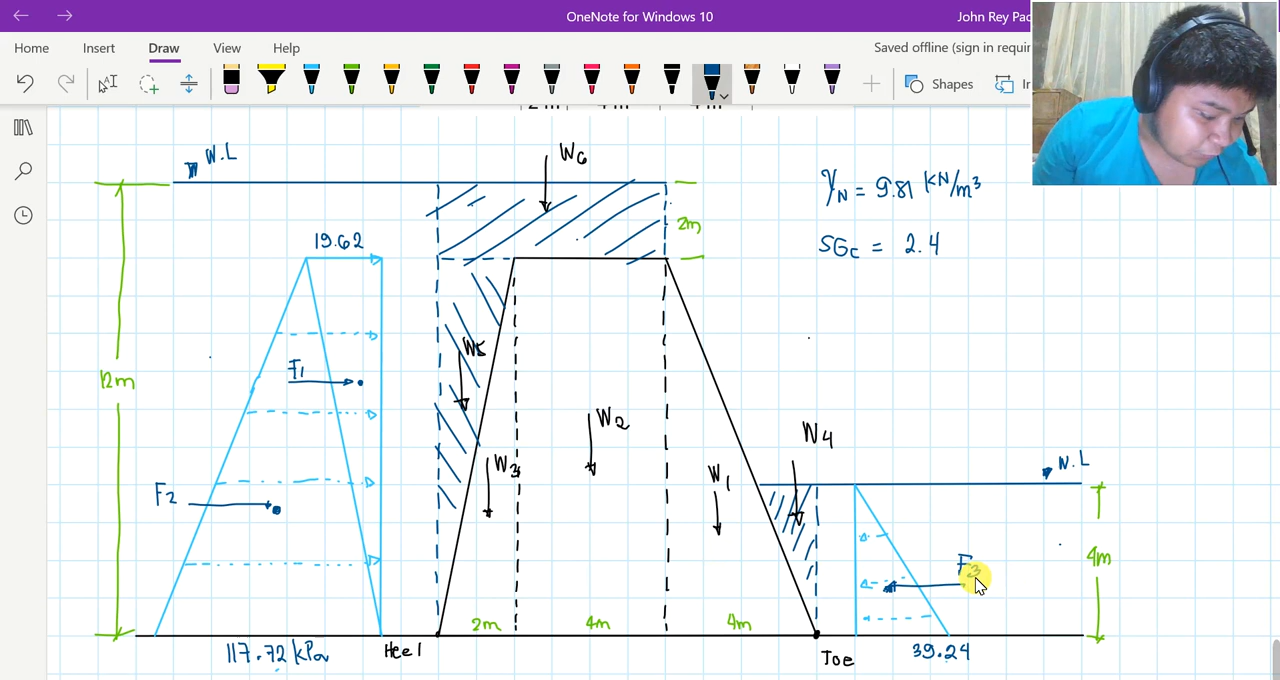 OneNote for Windows 10
John Rey Pac
Home Insert Draw View Help
Saved offline (sign in requir
Shapes
W.L
W6
γN = 9.81 KN/m³
SGc = 2.4
2m
19.62
12m
F1
W5
W2
W4
W3
W1
F2
W.L
F3
4m
2m 4m 4m
117.72 kPa
Heel
Toe
39.24